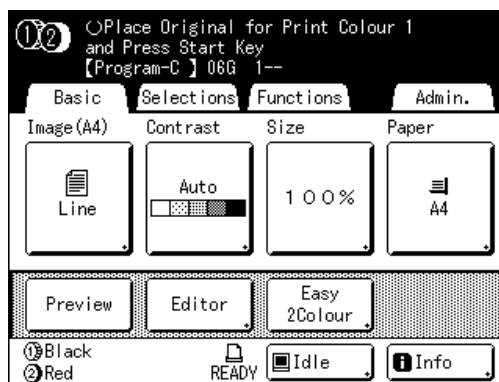 ①② Place Original for Print Colour 1
and Press Start Key
【Program-C 】 06G 1--
Basic Selections Functions Admin.
Image(A4) Contrast Size Paper
Line Auto 100% A4
Preview Editor Easy 2Colour
①Black READY Idle Info
②Red